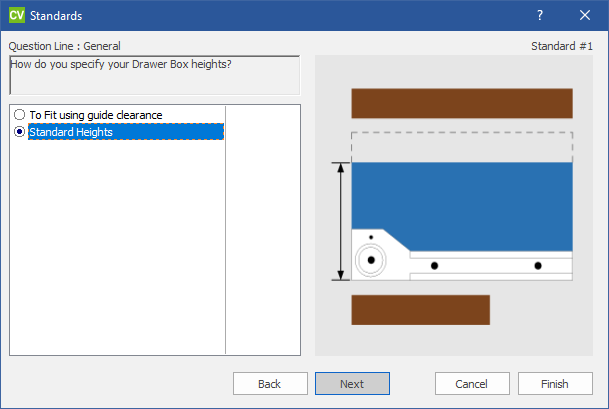 CV Standards ?
Question Line : General Standard #1
How do you specify your Drawer Box heights?
To Fit using guide clearance
Standard Heights
Back Next Cancel Finish